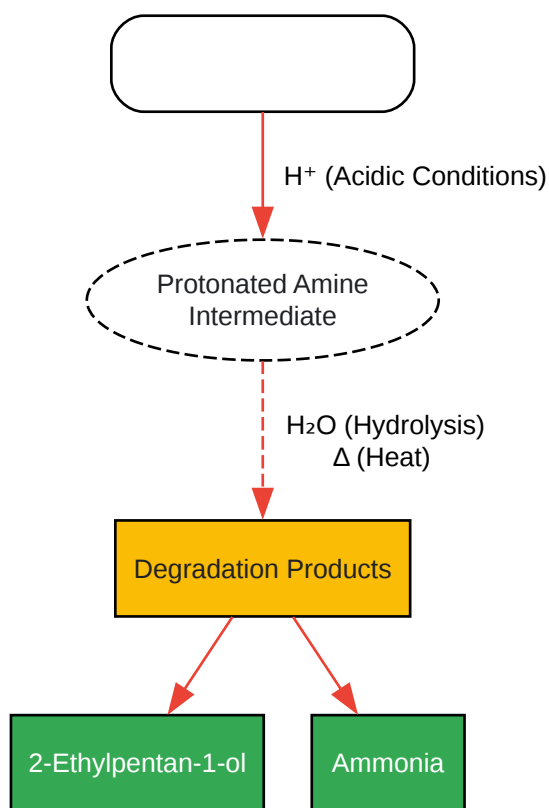 H⁺ (Acidic Conditions)
Protonated Amine
Intermediate
H₂O (Hydrolysis)
Δ (Heat)
Degradation Products
2-Ethylpentan-1-ol
Ammonia